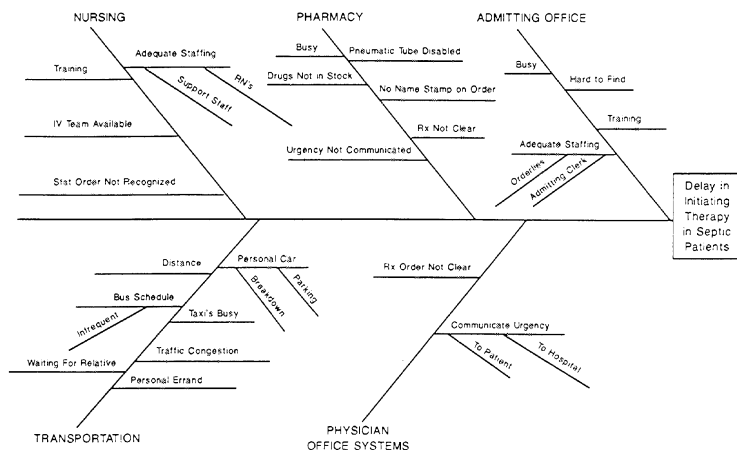 NURSING
PHARMACY
ADMITTING OFFICE
Adequate Staffing
Training
Support Staff
RN's
IV Team Available
Stat Order Not Recognized
Busy
Pneumatic Tube Disabled
Drugs Not in Stock
No Name Stamp on Order
Rx Not Clear
Urgency Not Communicated
Busy
Hard to Find
Training
Adequate Staffing
Orderlies
Admitting Clerk
Delay in
Initiating
Therapy
in Septic
Patients
Distance
Personal Car
Breakdown
Parking
Bus Schedule
Infrequent
Taxi's Busy
Traffic Congestion
Waiting For Relative
Personal Errand
Rx Order Not Clear
Communicate Urgency
To Patient
To Hospital
TRANSPORTATION
PHYSICIAN
OFFICE SYSTEMS